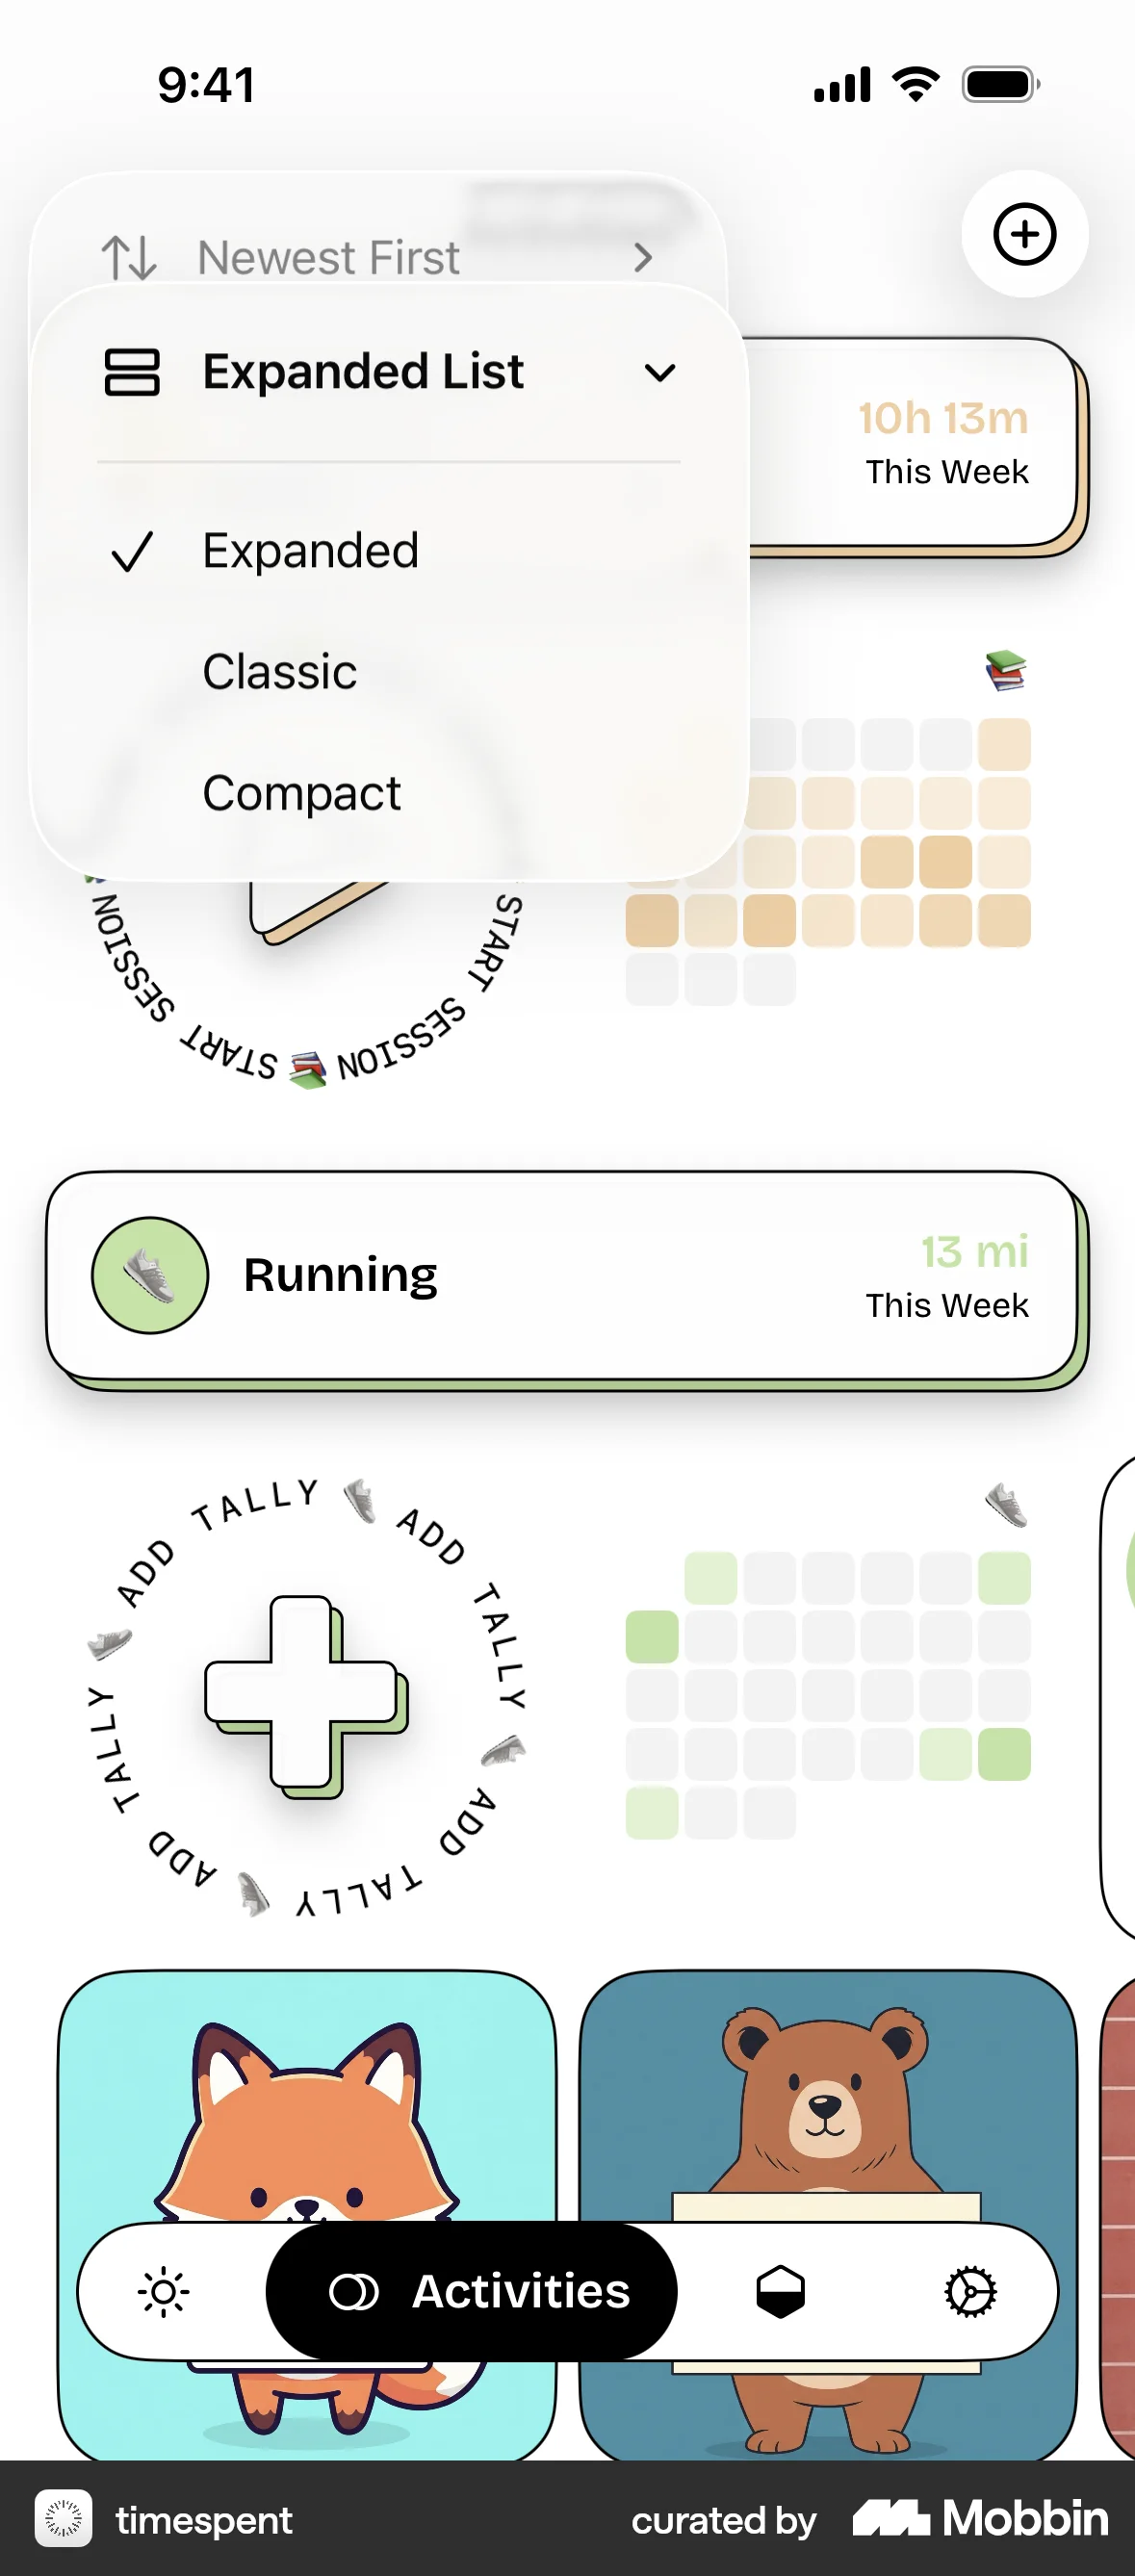 9:41
Newest First
Expanded List
Expanded
Classic
Compact
10h 13m
This Week
START SESSION START SESSION
Running
13 mi
This Week
ADD TALLY ADD TALLY ADD TALLY ADD TALLY
Activities
timespent
curated by Mobbin